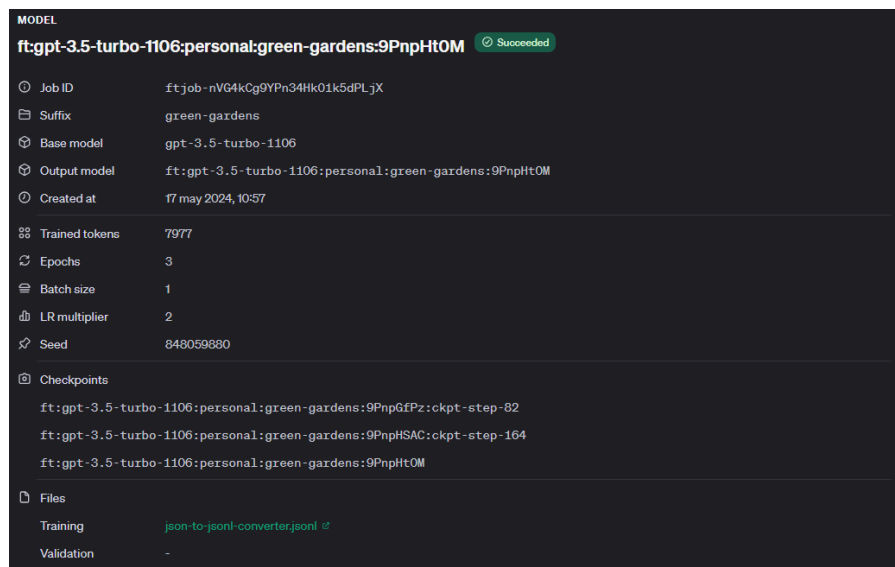 MODEL
ft:gpt-3.5-turbo-1106:personal:green-gardens:9PnpHt0M Succeeded
Job ID ftjob-nVG4kCg9YPn34Hk01k5dPLjX
Suffix green-gardens
Base model gpt-3.5-turbo-1106
Output model ft:gpt-3.5-turbo-1106:personal:green-gardens:9PnpHt0M
Created at 17 may 2024, 10:57
Trained tokens 7977
Epochs 3
Batch size 1
LR multiplier 2
Seed 848059880
Checkpoints
ft:gpt-3.5-turbo-1106:personal:green-gardens:9PnpGfPz:ckpt-step-82
ft:gpt-3.5-turbo-1106:personal:green-gardens:9PnpHSAC:ckpt-step-164
ft:gpt-3.5-turbo-1106:personal:green-gardens:9PnpHt0M
Files
Training json-to-jsonl-converter.jsonl
Validation -